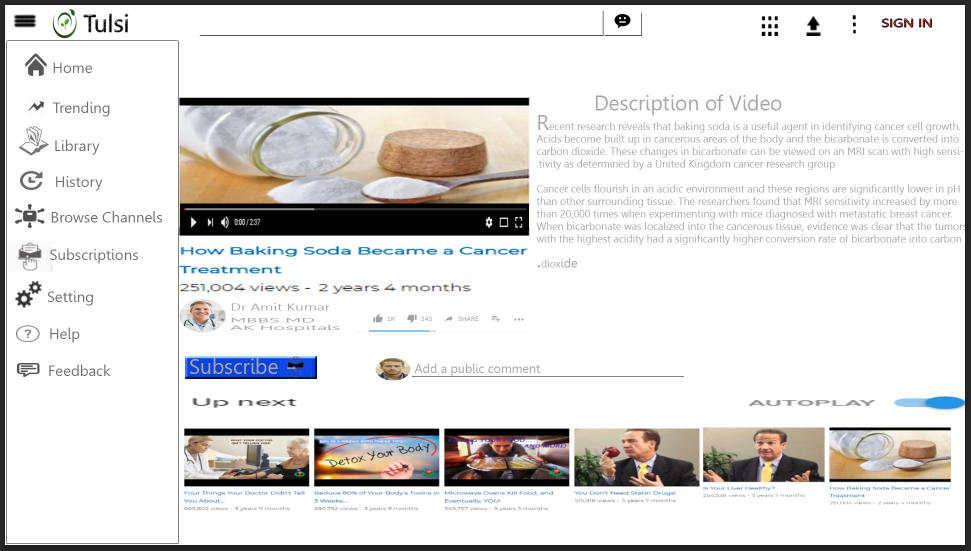 Tulsi
SIGN IN
Home
Trending
Library
History
Browse Channels
Subscriptions
Setting
Help
Feedback
0:00 / 2:37
Description of Video
Recent research reveals that baking soda is a useful agent in identifying cancer cell growth.
Acids become built up in cancerous areas of the body and the bicarbonate is converted into
carbon dioxide. These changes in bicarbonate can be viewed on an MRI scan with high sensi-
.tivity as determined by a United Kingdom cancer research group
Cancer cells flourish in an acidic environment and these regions are significantly lower in pH
than other surrounding tissue. The researchers found that MRI sensitivity increased by more
than 20,000 times when experimenting with mice diagnosed with metastatic breast cancer.
When bicarbonate was localized into the cancerous tissue, evidence was clear that the tumors
with the highest acidity had a significantly higher conversion rate of bicarbonate into carbon
.dioxide
How Baking Soda Became a Cancer
Treatment
251,004 views - 2 years 4 months
Dr Amit Kumar
MBBS MD
AK Hospitals
2K 243 SHARE
Subscribe
Add a public comment
Up next
AUTOPLAY
WHAT YOUR DOCTOR
ISN'T TELLING YOU
Detox Your Body
Four Things Your Doctor Didn't Tell
You About...
665,802 views - 3 years 11 months
Reduce 80% of Your Body's Toxins in
3 Weeks...
590,752 views - 3 years 9 months
Microwave Ovens Kill Food, and
Eventually, YOU!
543,757 views - 5 years 5 months
You Don't Need Statin Drugs!
515,918 views - 5 years 7 months
Is Your Liver Healthy?
254,538 views - 5 years 7 months
How Baking Soda Became a Cancer
Treatment
251,004 views - 2 years 4 months